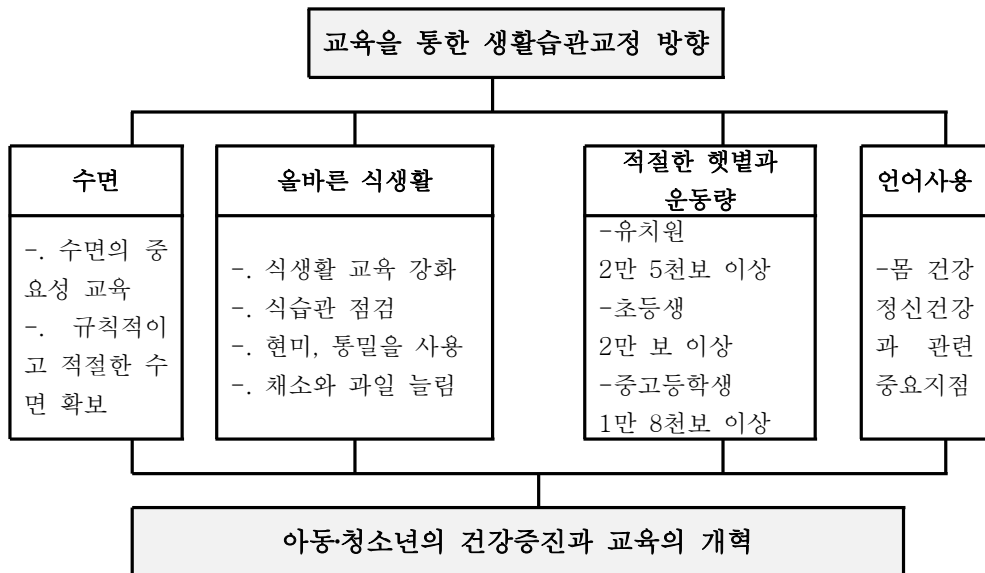 교육을 통한 생활습관교정 방향
수면
-. 수면의 중
요성 교육
-. 규칙적이
고 적절한 수
면 확보
올바른 식생활
-. 식생활 교육 강화
-. 식습관 점검
-. 현미, 통밀을 사용
-. 채소와 과일 늘림
적절한 햇볕과
운동량
-유치원
2만 5천보 이상
-초등생
2만 보 이상
-중고등학생
1만 8천보 이상
언어사용
-몸 건강
정신건강
과 관련
중요지점
아동·청소년의 건강증진과 교육의 개혁